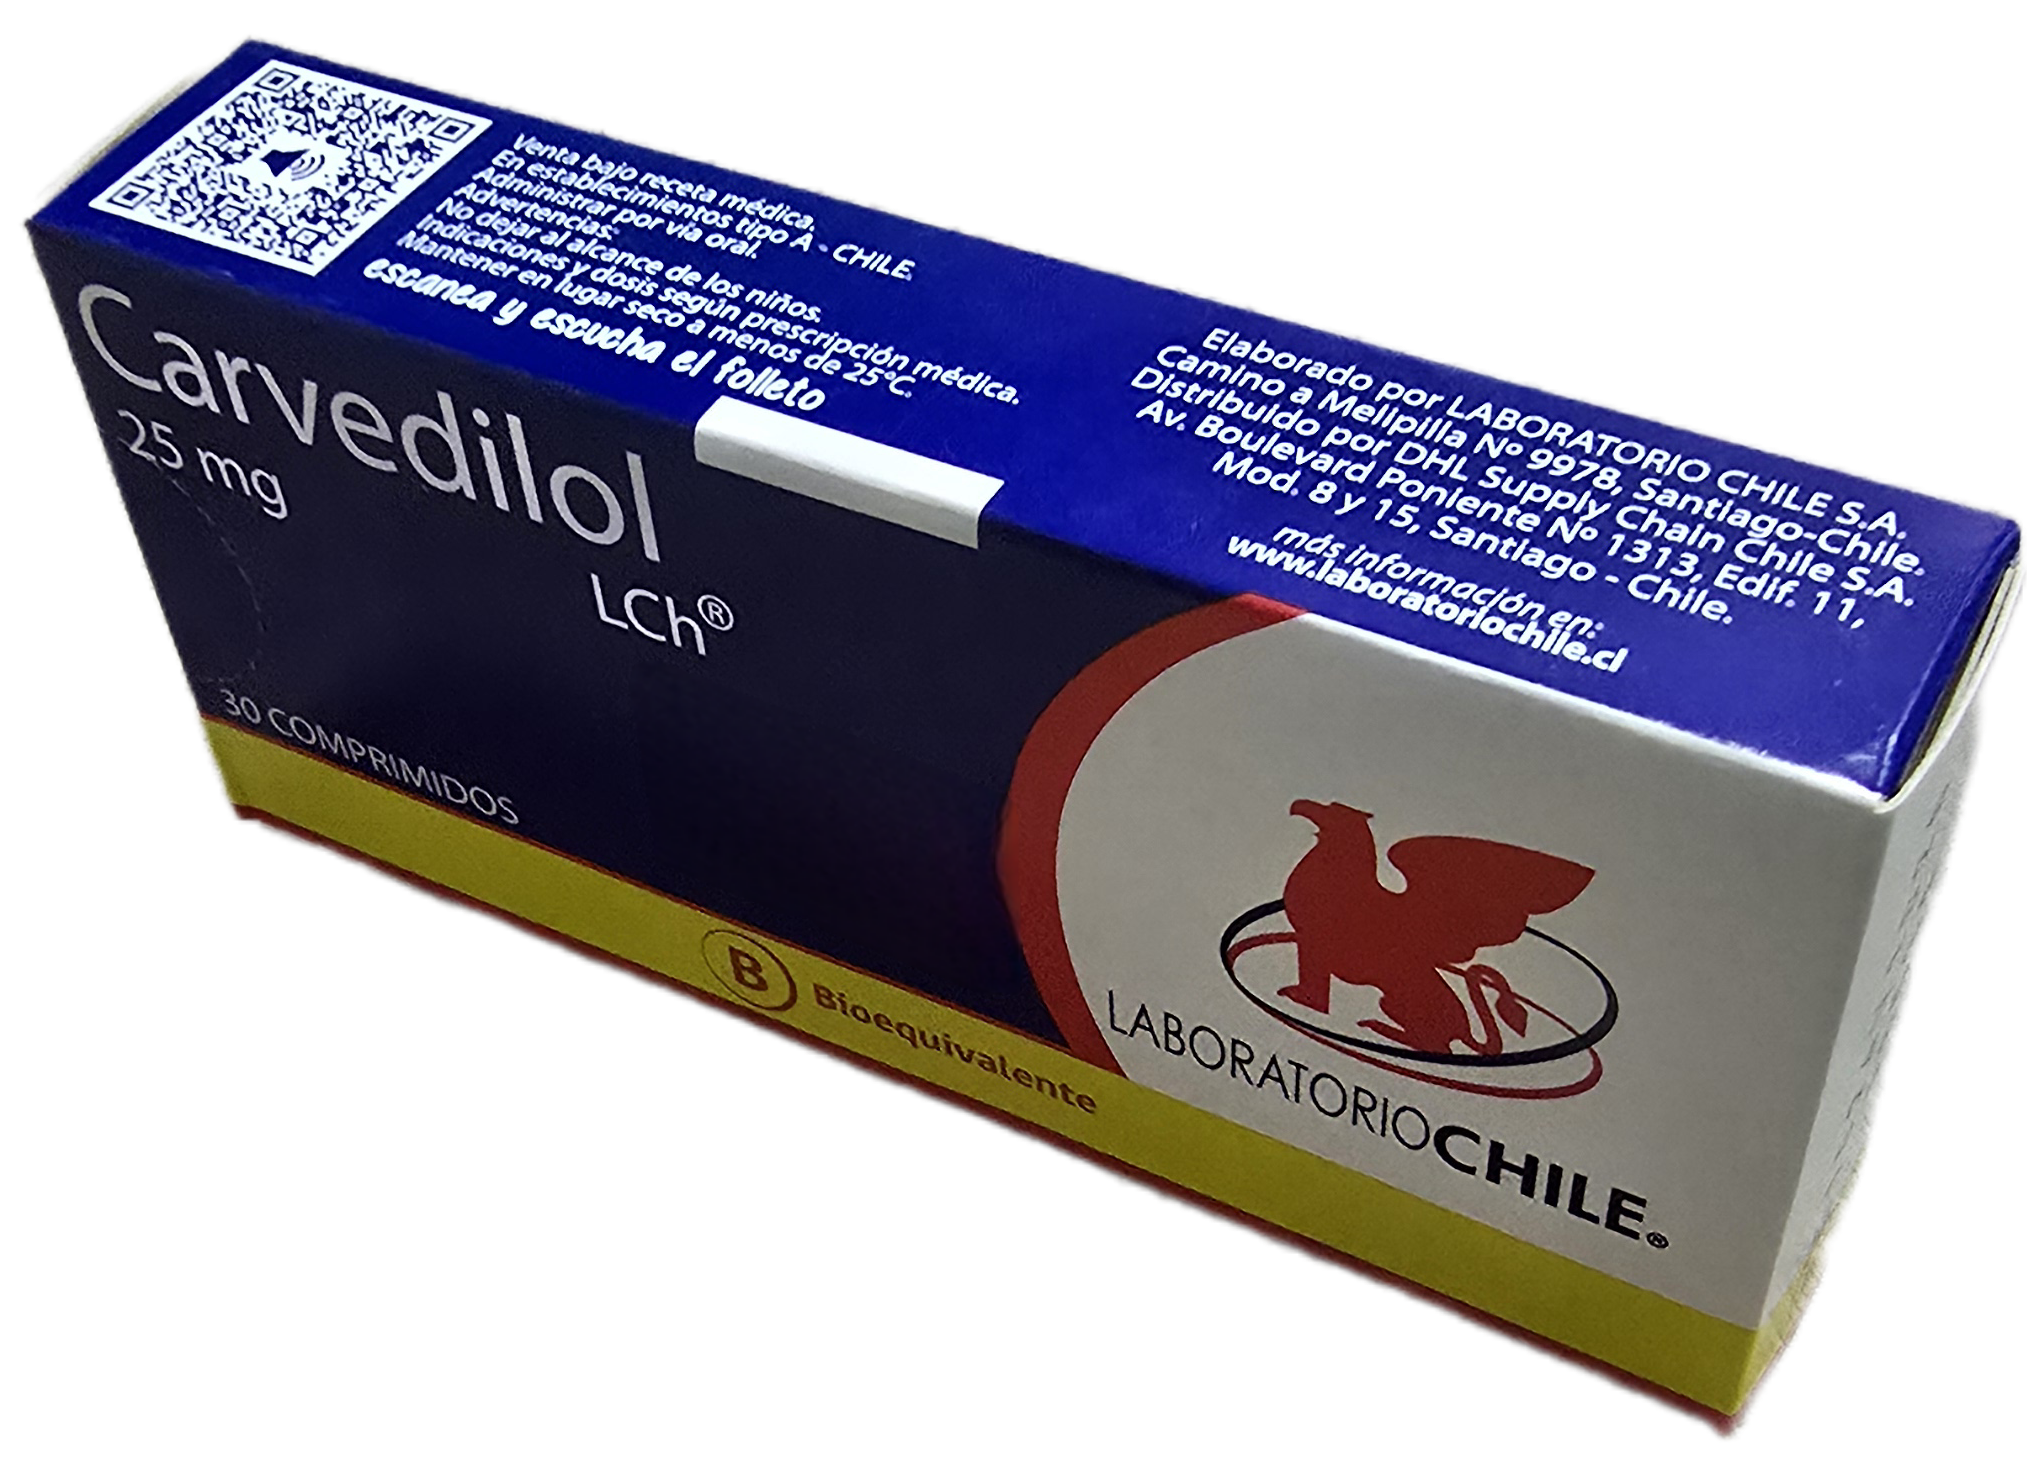 Venta bajo receta médica.
En establecimientos tipo A - CHILE.
Administrar por vía oral.
Advertencias:
No dejar al alcance de los niños.
Indicaciones y dosis según prescripción médica.
Mantener en lugar seco a menos de 25°C.
escanea y escucha el folleto
Elaborado por LABORATORIO CHILE S.A.
Camino a Melipilla Nº 9978, Santiago-Chile.
Distribuido por DHL Supply Chain Chile S.A.
Av. Boulevard Poniente Nº 1313, Edif. 11,
Mod. 8 y 15, Santiago - Chile.
más información en:
www.laboratoriochile.cl
Carvedilol
25 mg
LCh®
30 COMPRIMIDOS
B Bioequivalente
LABORATORIOCHILE®